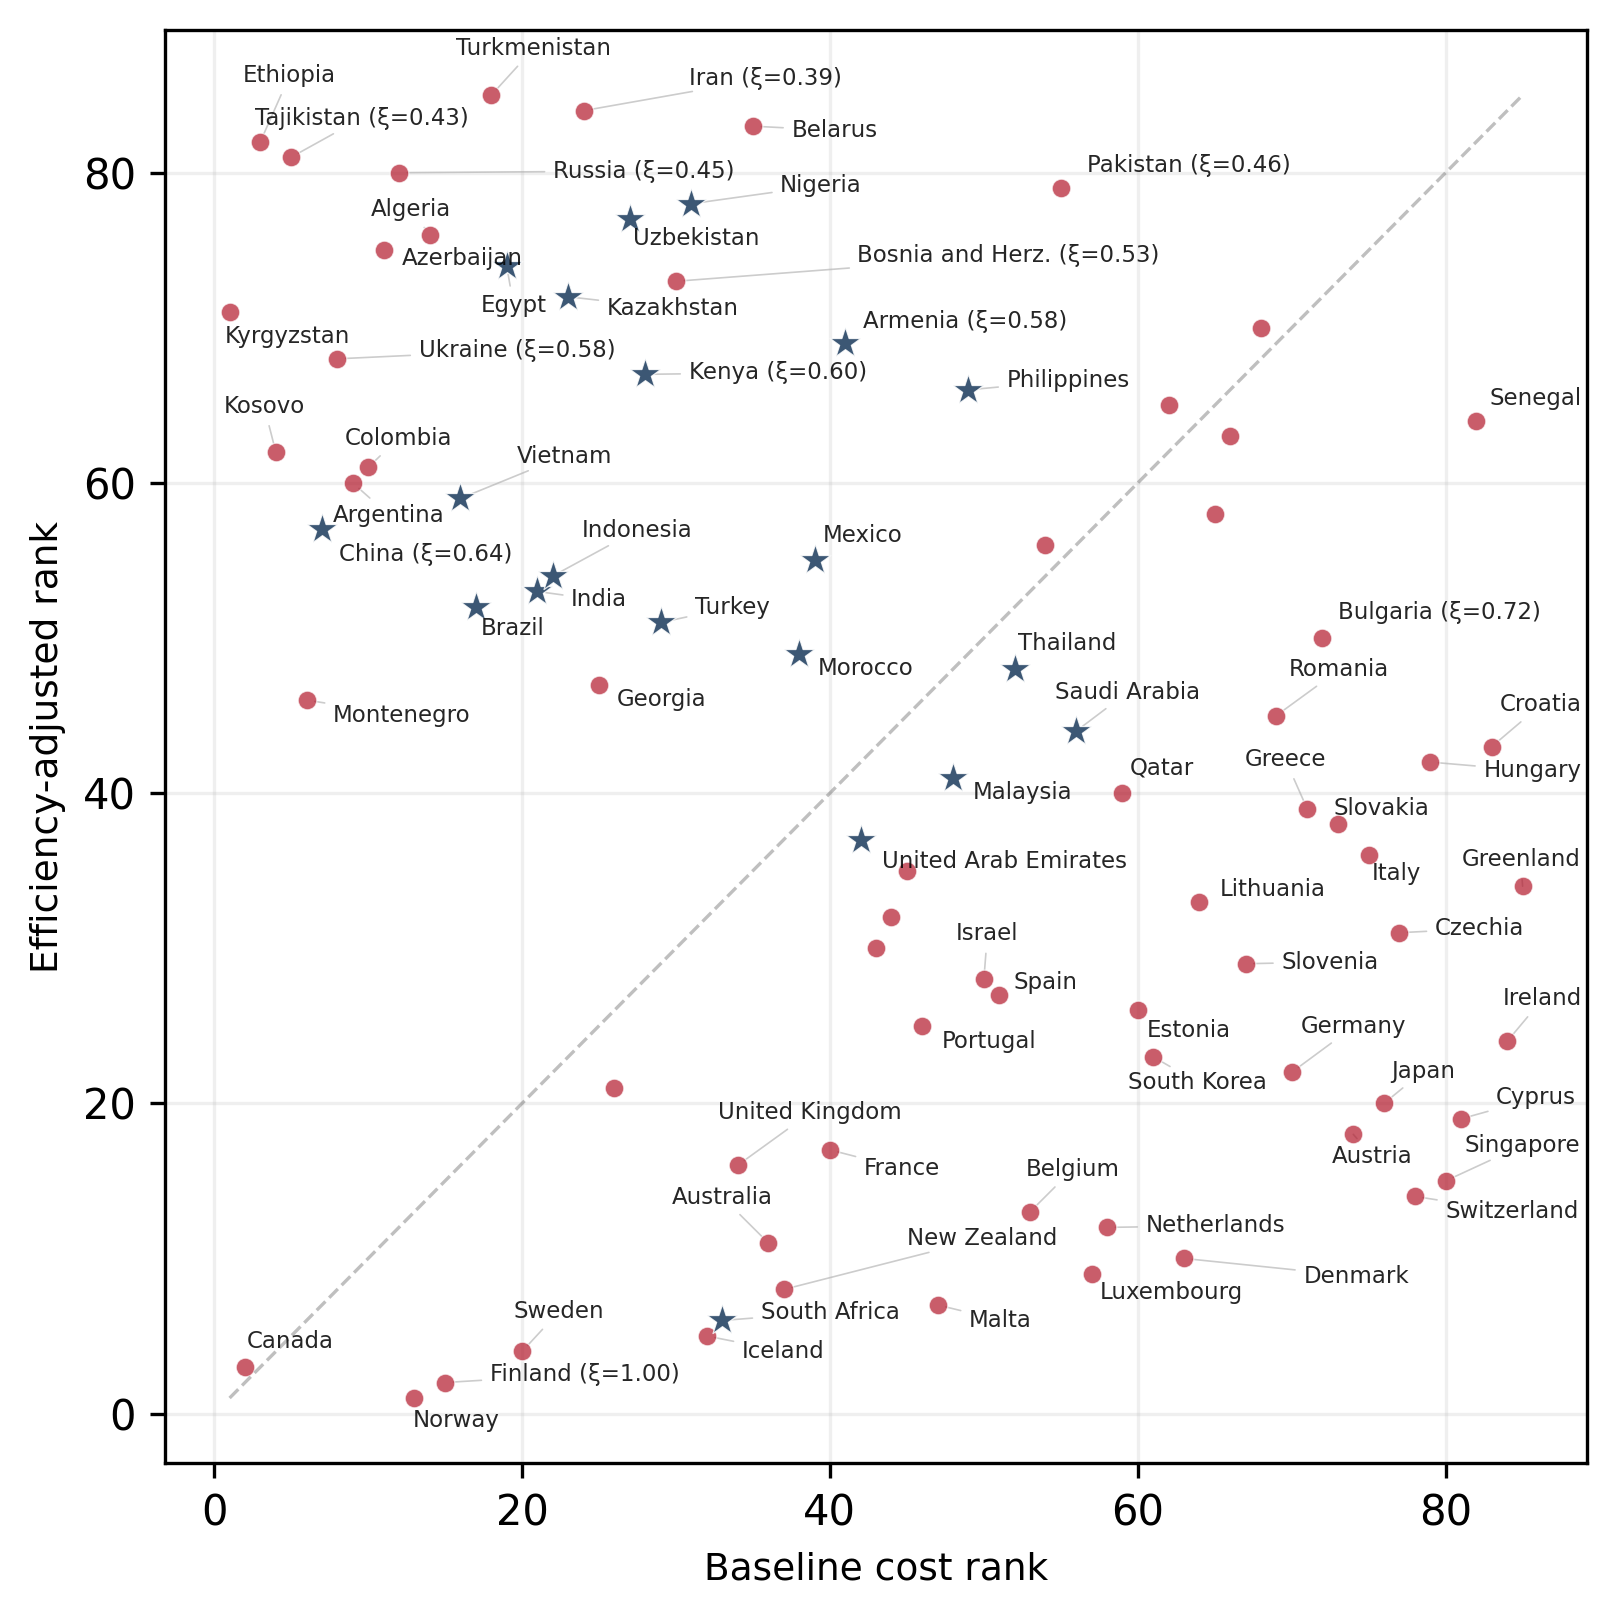 Turkmenistan
Ethiopia
Iran (ξ=0.39)
Tajikistan (ξ=0.43)
Belarus
Russia (ξ=0.45)
Pakistan (ξ=0.46)
Nigeria
Algeria
Uzbekistan
Azerbaijan
Bosnia and Herz. (ξ=0.53)
Egypt
Kazakhstan
Armenia (ξ=0.58)
Kyrgyzstan
Ukraine (ξ=0.58)
Kenya (ξ=0.60)
Philippines
Senegal
Kosovo
Colombia
Vietnam
Argentina
Indonesia
Mexico
China (ξ=0.64)
India
Turkey
Bulgaria (ξ=0.72)
Brazil
Thailand
Morocco
Romania
Saudi Arabia
Georgia
Croatia
Montenegro
Greece
Qatar
Hungary
Malaysia
Slovakia
United Arab Emirates
Greenland
Italy
Lithuania
Israel
Czechia
Slovenia
Spain
Ireland
Portugal
Estonia
Germany
South Korea
Japan
Cyprus
United Kingdom
Singapore
France
Austria
Belgium
Australia
Switzerland
New Zealand
Netherlands
Denmark
Luxembourg
Sweden
South Africa
Malta
Canada
Iceland
Finland (ξ=1.00)
Norway
80
60
40
20
0
0
20
40
60
80
Efficiency-adjusted rank
Baseline cost rank